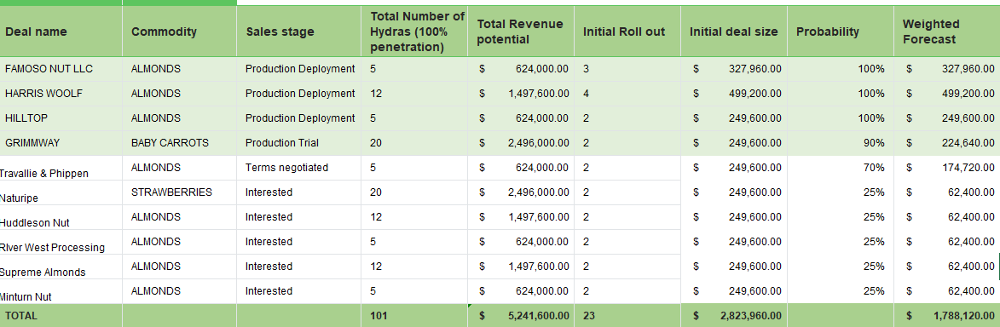 Deal name	Commodity	Sales stage	Total Number of Hydras (100% penetration)	Total Revenue potential	Initial Roll out	Initial deal size	Probability	Weighted Forecast
FAMOSO NUT LLC	ALMONDS	Production Deployment	5	$ 624,000.00	3	$ 327,960.00	100%	$ 327,960.00
HARRIS WOOLF	ALMONDS	Production Deployment	12	$ 1,497,600.00	4	$ 499,200.00	100%	$ 499,200.00
HILLTOP	ALMONDS	Production Deployment	5	$ 624,000.00	2	$ 249,600.00	100%	$ 249,600.00
GRIMMWAY	BABY CARROTS	Production Trial	20	$ 2,496,000.00	2	$ 249,600.00	90%	$ 224,640.00
Travallie & Phippen	ALMONDS	Terms negotiated	5	$ 624,000.00	2	$ 249,600.00	70%	$ 174,720.00
Naturipe	STRAWBERRIES	Interested	20	$ 2,496,000.00	2	$ 249,600.00	25%	$ 62,400.00
Huddleson Nut	ALMONDS	Interested	12	$ 1,497,600.00	2	$ 249,600.00	25%	$ 62,400.00
RIver West Processing	ALMONDS	Interested	5	$ 624,000.00	2	$ 249,600.00	25%	$ 62,400.00
Supreme Almonds	ALMONDS	Interested	12	$ 1,497,600.00	2	$ 249,600.00	25%	$ 62,400.00
Minturn Nut	ALMONDS	Interested	5	$ 624,000.00	2	$ 249,600.00	25%	$ 62,400.00
TOTAL	101	$ 5,241,600.00	23	$ 2,823,960.00	$ 1,788,120.00